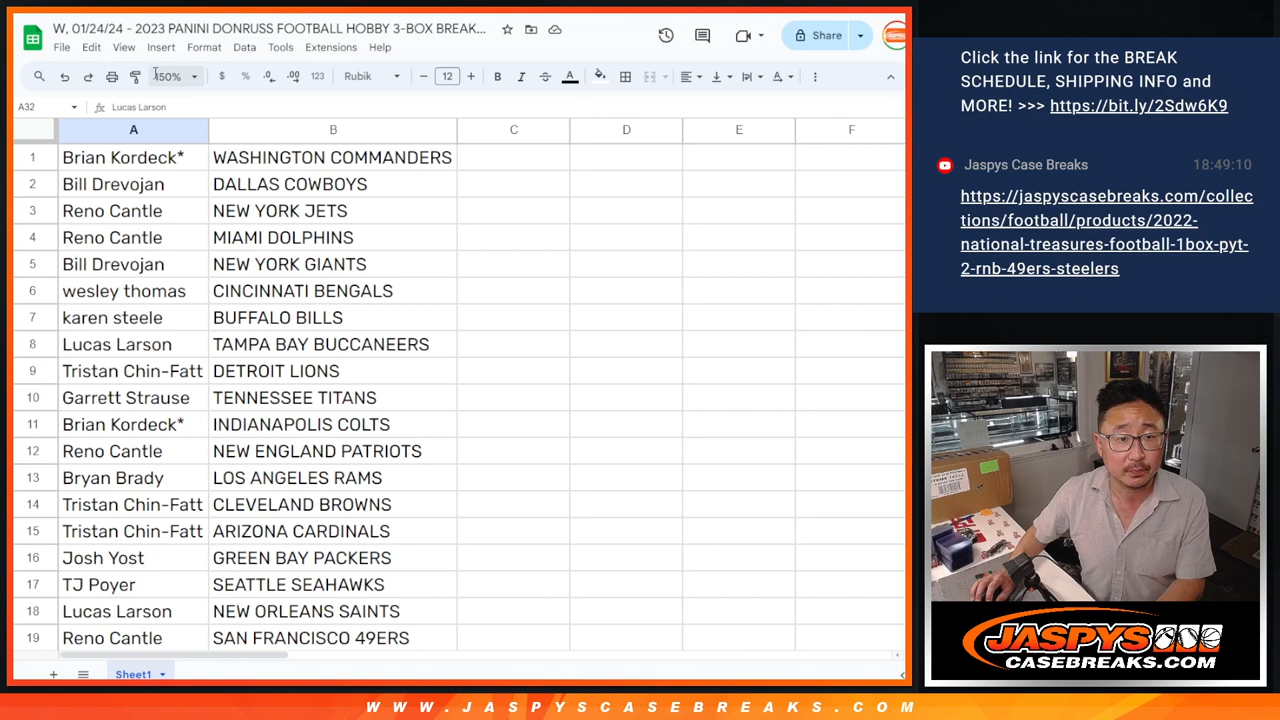 W, 01/24/24 - 2023 PANINI DONRUSS FOOTBALL HOBBY 3-BOX BREAK...
File Edit View Insert Format Data Tools Extensions Help
Share
150% $ % .0 .00 123 Rubik 12
A32 fx Lucas Larson
A B C D E F
1 Brian Kordeck* WASHINGTON COMMANDERS
2 Bill Drevojan DALLAS COWBOYS
3 Reno Cantle NEW YORK JETS
4 Reno Cantle MIAMI DOLPHINS
5 Bill Drevojan NEW YORK GIANTS
6 wesley thomas CINCINNATI BENGALS
7 karen steele BUFFALO BILLS
8 Lucas Larson TAMPA BAY BUCCANEERS
9 Tristan Chin-Fatt DETROIT LIONS
10 Garrett Strause TENNESSEE TITANS
11 Brian Kordeck* INDIANAPOLIS COLTS
12 Reno Cantle NEW ENGLAND PATRIOTS
13 Bryan Brady LOS ANGELES RAMS
14 Tristan Chin-Fatt CLEVELAND BROWNS
15 Tristan Chin-Fatt ARIZONA CARDINALS
16 Josh Yost GREEN BAY PACKERS
17 TJ Poyer SEATTLE SEAHAWKS
18 Lucas Larson NEW ORLEANS SAINTS
19 Reno Cantle SAN FRANCISCO 49ERS
Sheet1
Click the link for the BREAK
SCHEDULE, SHIPPING INFO and
MORE! >>> https://bit.ly/2Sdw6K9
Jaspys Case Breaks 18:49:10
https://jaspyscasebreaks.com/collec
tions/football/products/2022-
national-treasures-football-1box-pyt-
2-rnb-49ers-steelers
JASPYS
CASEBREAKS.COM
WWW.JASPYSCASEBREAKS.COM